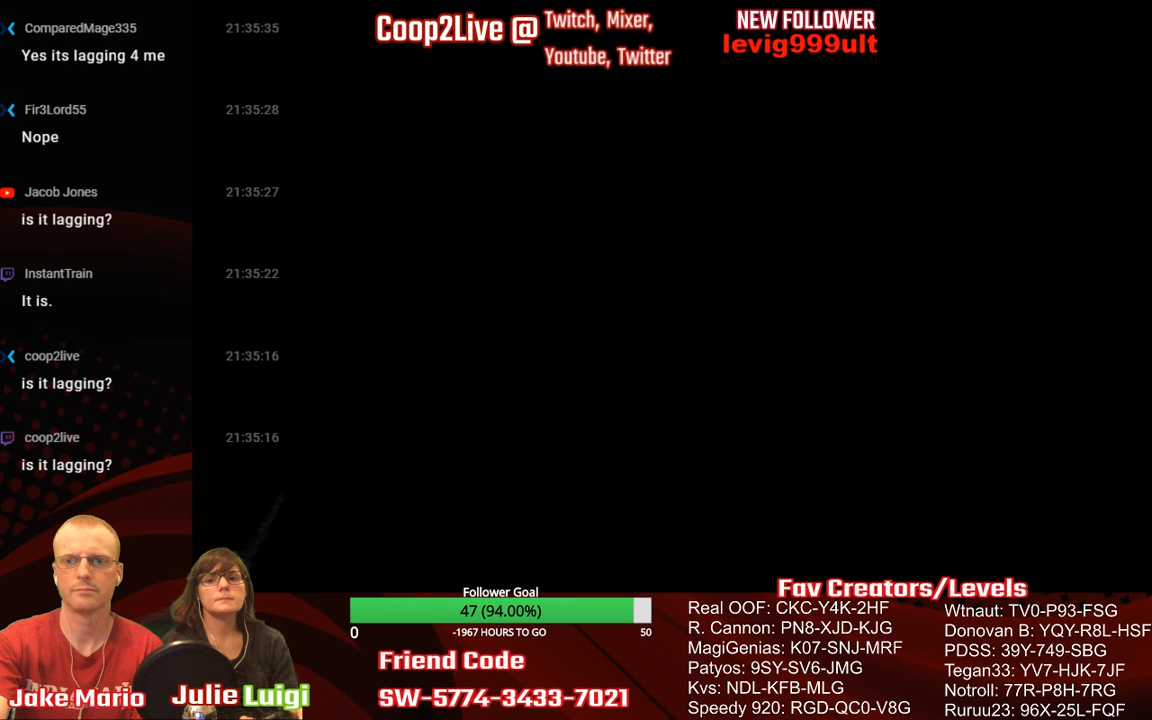 ComparedMage335 21:35:35
Yes its lagging 4 me
Fir3Lord55 21:35:28
Nope
Jacob Jones 21:35:27
is it lagging?
InstantTrain 21:35:22
It is.
coop2live 21:35:16
is it lagging?
coop2live 21:35:16
is it lagging?
Coop2Live @ Twitch, Mixer,
Youtube, Twitter
NEW FOLLOWER
levig999ult
Jake Mario
Julie Luigi
Follower Goal
47 (94.00%)
0 -1967 HOURS TO GO 50
Friend Code
SW-5774-3433-7021
Fav Creators/Levels
Real OOF: CKC-Y4K-2HF
R. Cannon: PN8-XJD-KJG
MagiGenias: K07-SNJ-MRF
Patyos: 9SY-SV6-JMG
Kvs: NDL-KFB-MLG
Speedy 920: RGD-QC0-V8G
Wtnaut: TV0-P93-FSG
Donovan B: YQY-R8L-HSF
PDSS: 39Y-749-SBG
Tegan33: YV7-HJK-7JF
Notroll: 77R-P8H-7RG
Ruruu23: 96X-25L-FQF